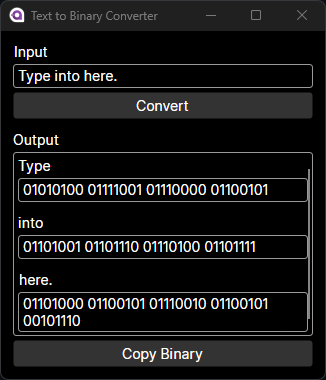 Text to Binary Converter
Input
Type into here.
Convert
Output
Type
01010100 01111001 01110000 01100101
into
01101001 01101110 01110100 01101111
here.
01101000 01100101 01110010 01100101
00101110
Copy Binary